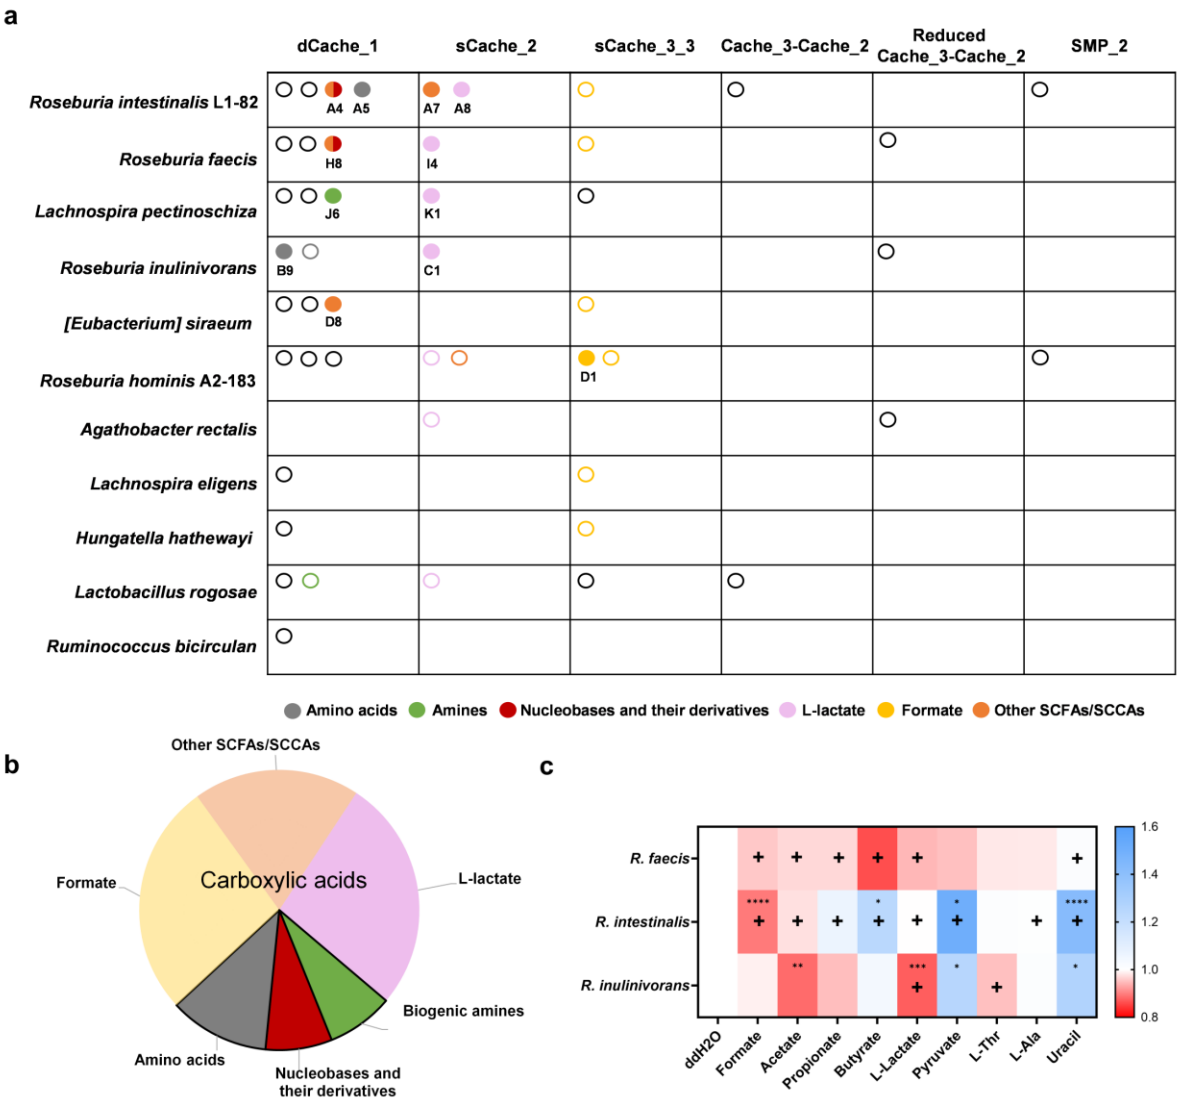 a
dCache_1 sCache_2 sCache_3_3 Cache_3-Cache_2 Reduced Cache_3-Cache_2 SMP_2
Roseburia intestinalis L1-82
A4 A5 A7 A8
Roseburia faecis
H8 I4
Lachnospira pectinoschiza
J6 K1
Roseburia inulinivorans
B9 C1
[Eubacterium] siraeum
D8
Roseburia hominis A2-183
D1
Agathobacter rectalis
Lachnospira eligens
Hungatella hathewayi
Lactobacillus rogosae
Ruminococcus bicirculan
Amino acids Amines Nucleobases and their derivatives L-lactate Formate Other SCFAs/SCCAs
b
Other SCFAs/SCCAs
Carboxylic acids
Formate
L-lactate
Biogenic amines
Amino acids
Nucleobases and
their derivatives
c
R. faecis + + + + + +
**** * * ****
R. intestinalis + + + + + + + +
** *** * *
R. inulinivorans + +
ddH2O Formate Acetate Propionate Butyrate L-Lactate Pyruvate L-Thr L-Ala Uracil
1.6
1.4
1.2
1.0
0.8